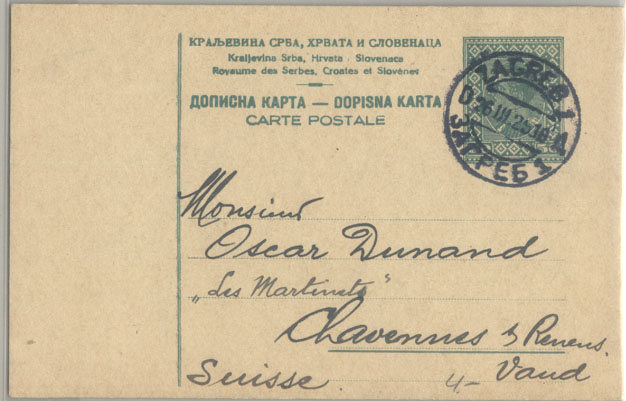 КРАЉЕВИНА СРБА, ХРВАТА И СЛОВЕНАЦА
Kraljevina Srba, Hrvata i Slovenaca
Royaume des Serbes, Croates et Slovènes
ДОПИСНА КАРТА — DOPISNA KARTA
CARTE POSTALE
ZAGREB 1
ЗАГРЕБ 1
Monsieur
Oscar Dunand
„Les Martinets"
Chavennes s/ Renens.
Vaud
Suisse.
4.-